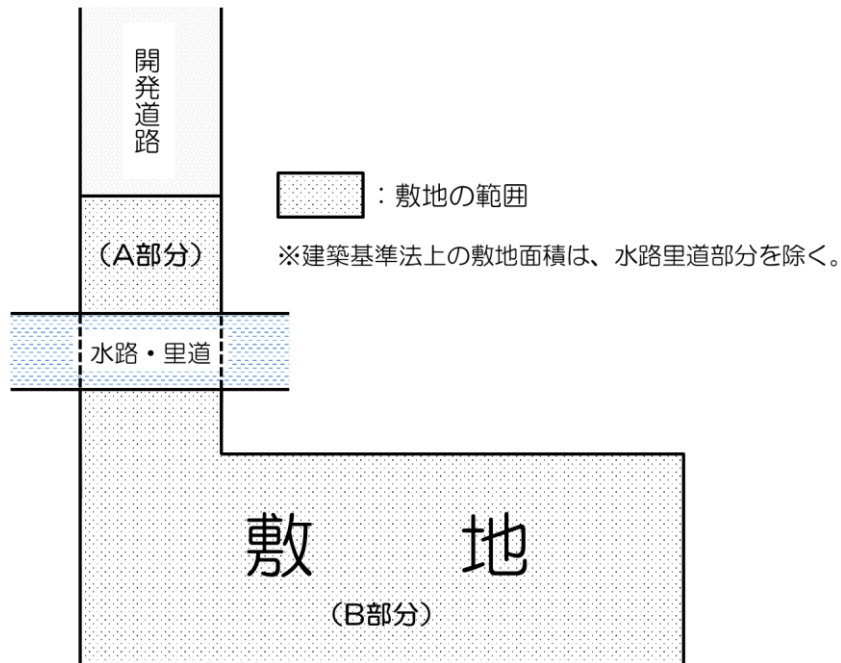 開発道路
：敷地の範囲
（A部分）
※建築基準法上の敷地面積は、水路里道部分を除く。
水路・里道
敷地
（B部分）